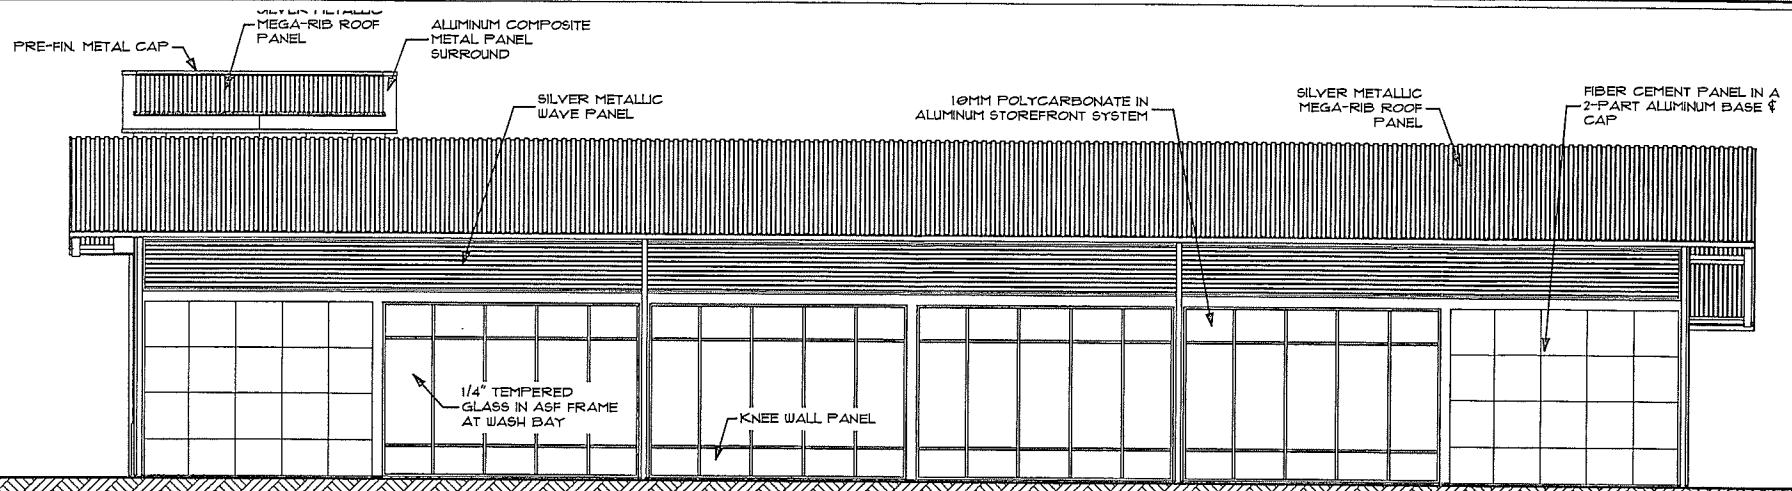 SILVER METALLIC
MEGA-RIB ROOF
PANEL
ALUMINUM COMPOSITE
METAL PANEL
SURROUND
PRE-FIN. METAL CAP
SILVER METALLIC
WAVE PANEL
10MM POLYCARBONATE IN
ALUMINUM STOREFRONT SYSTEM
SILVER METALLIC
MEGA-RIB ROOF
PANEL
FIBER CEMENT PANEL IN A
2-PART ALUMINUM BASE &
CAP
1/4" TEMPERED
GLASS IN ASF FRAME
AT WASH BAY
KNEE WALL PANEL